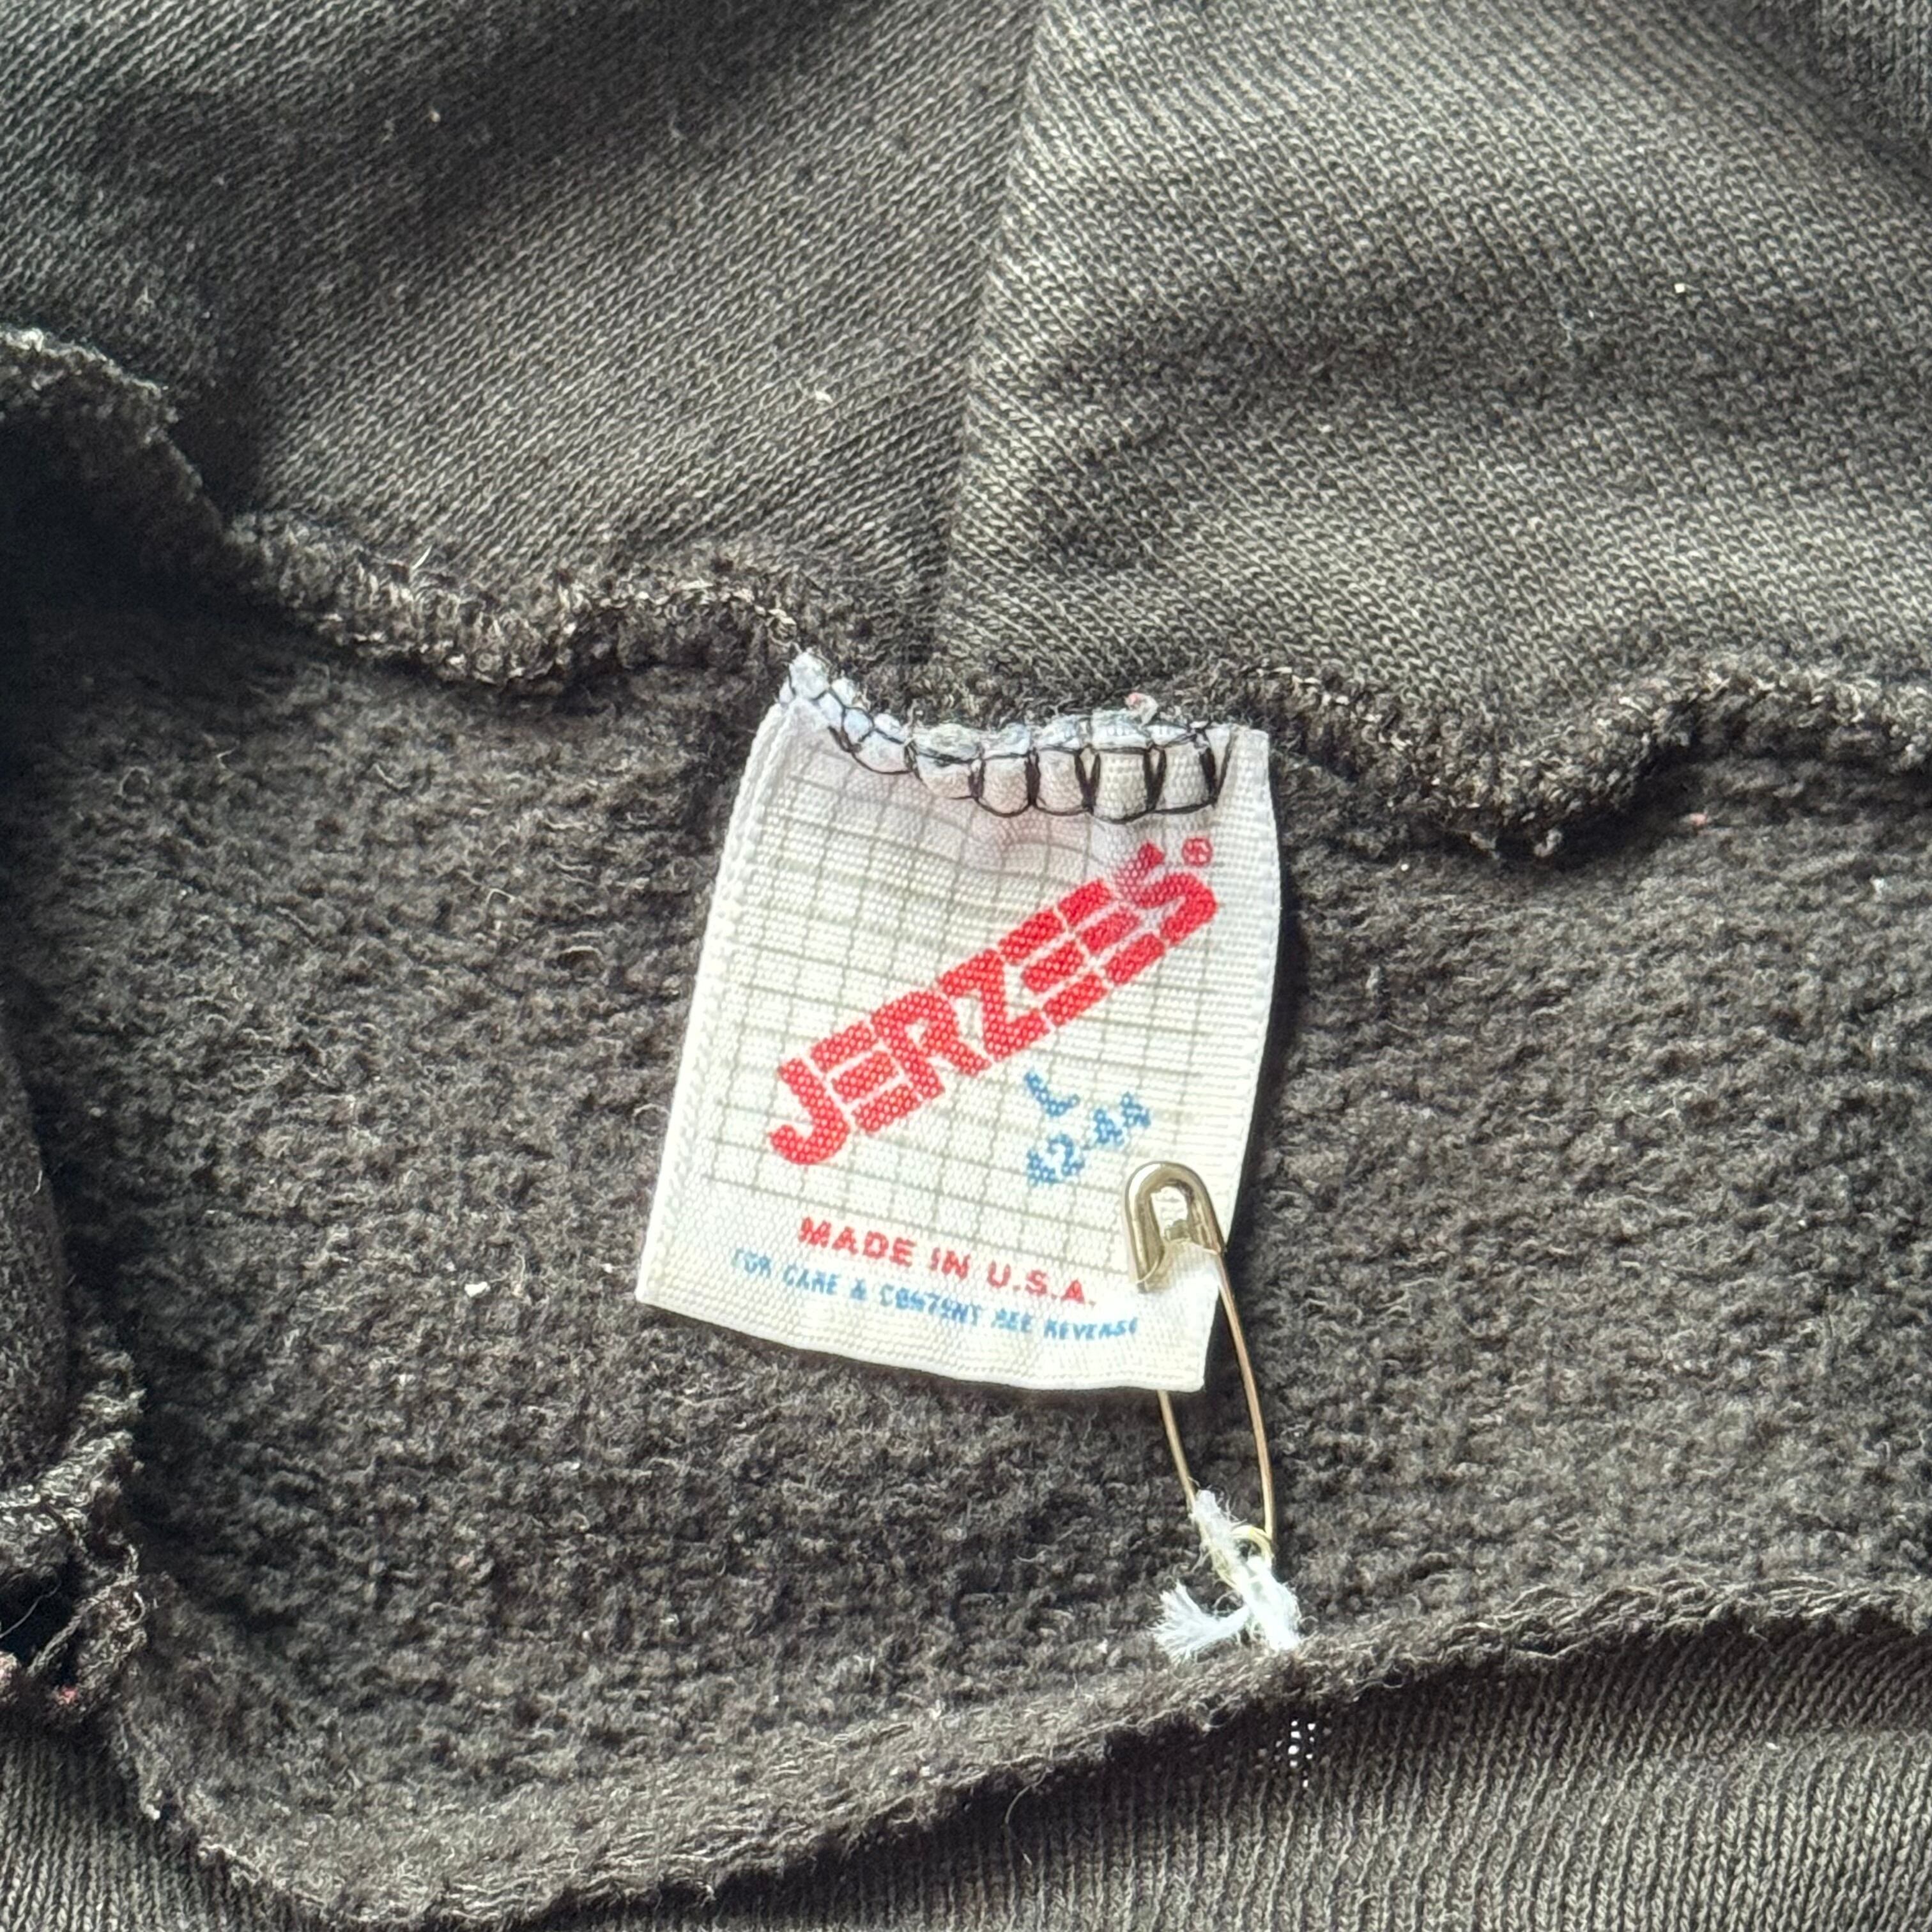 JERZEES®
L
42-44
MADE IN U.S.A.
FOR CARE & CONTENT SEE REVERSE